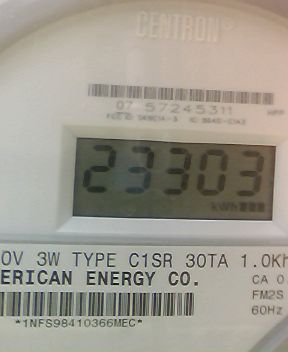 CENTRON®
07 57245311
23303
kWh
0V 3W TYPE C1SR 30TA 1.0Kh
ERICAN ENERGY CO.
CA 0.
FM2S
60Hz
*1NFS98410366MEC*